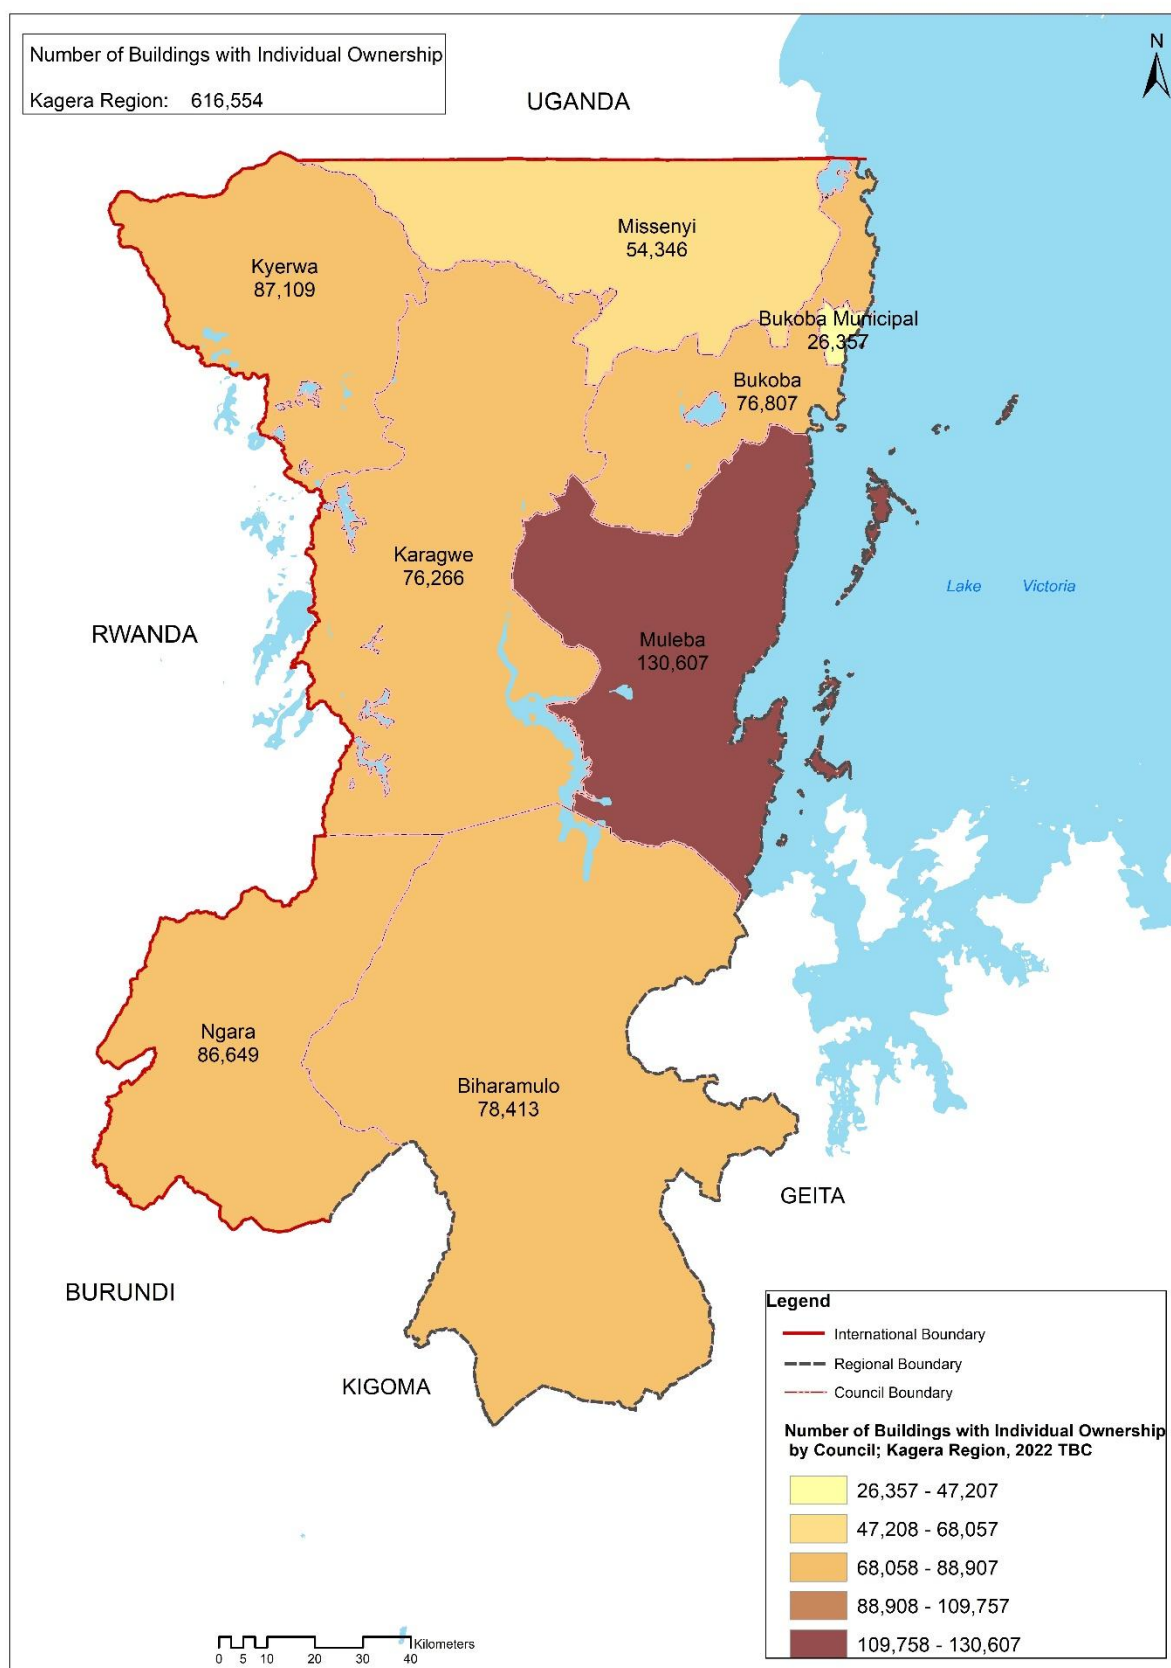 Number of Buildings with Individual Ownership
Kagera Region: 616,554
N
UGANDA
Missenyi
54,346
Kyerwa
87,109
Bukoba Municipal
26,357
Bukoba
76,807
Karagwe
76,266
Lake Victoria
RWANDA
Muleba
130,607
Ngara
86,649
Biharamulo
78,413
GEITA
BURUNDI
KIGOMA
Legend
International Boundary
Regional Boundary
Council Boundary
Number of Buildings with Individual Ownership
by Council; Kagera Region, 2022 TBC
26,357 - 47,207
47,208 - 68,057
68,058 - 88,907
88,908 - 109,757
109,758 - 130,607
Kilometers
0 5 10 20 30 40